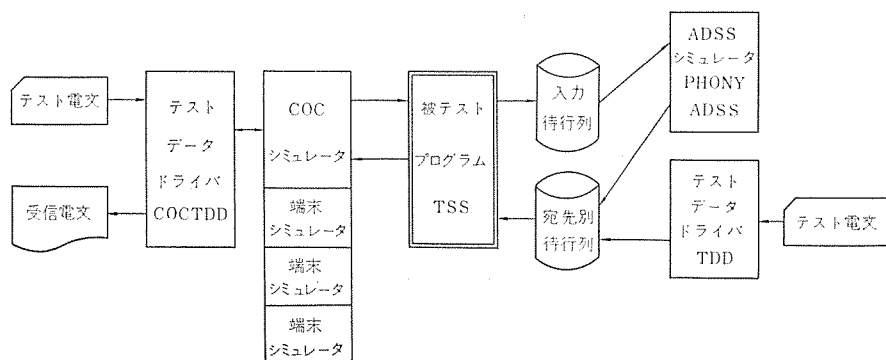 テスト電文
受信電文
テスト
データ
ドライバ
COCTDD
COC
シミュレータ
端末
シミュレータ
端末
シミュレータ
端末
シミュレータ
被テスト
プログラム
TSS
入力
待行列
宛先別
待行列
ADSS
シミュレータ
PHONY
ADSS
テスト
データ
ドライバ
TDD
テスト電文